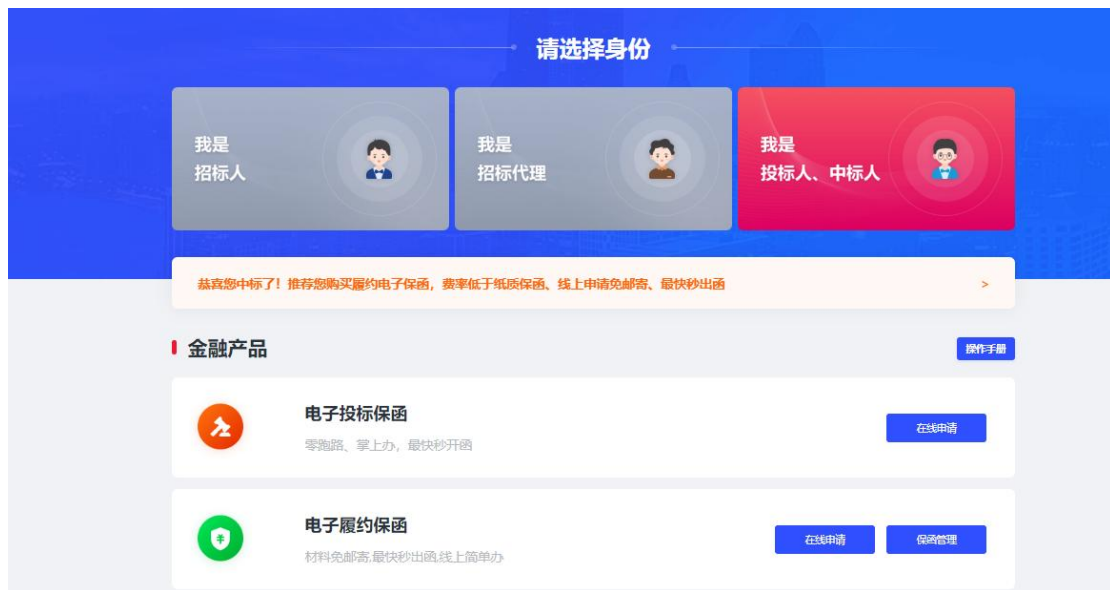 请选择身份
我是
招标人
我是
招标代理
我是
投标人、中标人
恭喜您中标了！推荐您购买履约电子保函，费率低于纸质保函、线上申请免邮寄、最快秒出函 >
金融产品
操作手册
电子投标保函
零跑路、掌上办，最快秒开函
在线申请
电子履约保函
材料免邮寄,最快秒出函,线上简单办
在线申请
保函管理